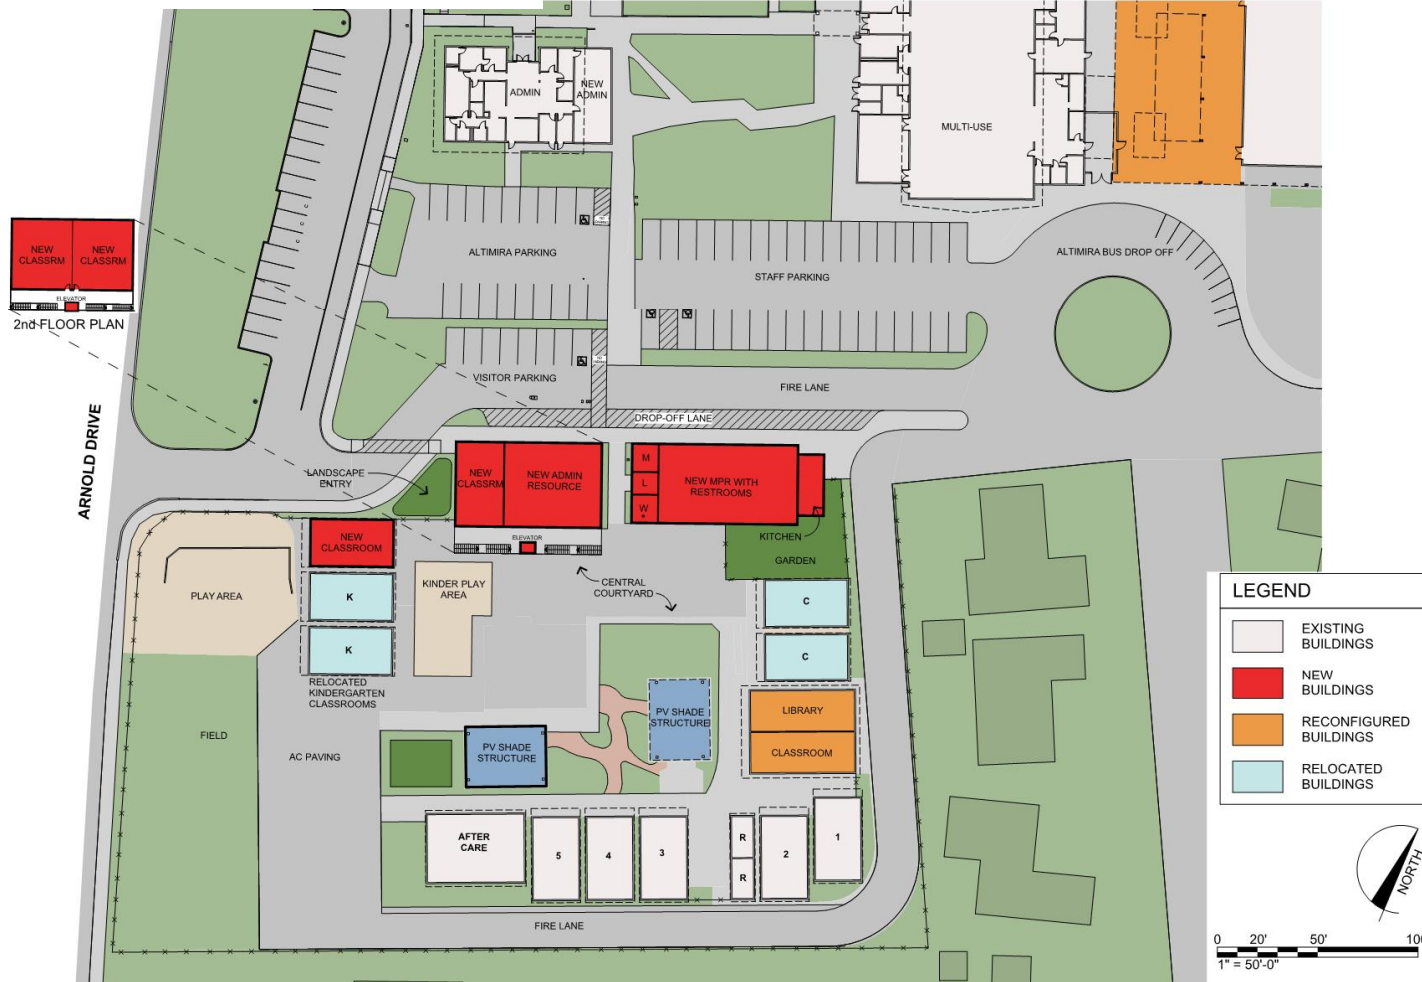 ADMIN
NEW
ADMIN
MULTI-USE
NEW
CLASSRM
NEW
CLASSRM
ELEVATOR
2nd FLOOR PLAN
ALTIMIRA PARKING
STAFF PARKING
ALTIMIRA BUS DROP OFF
VISITOR PARKING
FIRE LANE
DROP-OFF LANE
ARNOLD DRIVE
LANDSCAPE
ENTRY
NEW
CLASSRM
NEW ADMIN
RESOURCE
M
L
W
NEW MPR WITH
RESTROOMS
KITCHEN
GARDEN
ELEVATOR
NEW
CLASSROOM
K
K
RELOCATED
KINDERGARTEN
CLASSROOMS
PLAY AREA
KINDER PLAY
AREA
CENTRAL
COURTYARD
C
C
LIBRARY
CLASSROOM
PV SHADE
STRUCTURE
PV SHADE
STRUCTURE
FIELD
AC PAVING
AFTER
CARE
5
4
3
R
R
2
1
FIRE LANE
LEGEND
EXISTING
BUILDINGS
NEW
BUILDINGS
RECONFIGURED
BUILDINGS
RELOCATED
BUILDINGS
NORTH
0 20' 50' 100
1" = 50'-0"